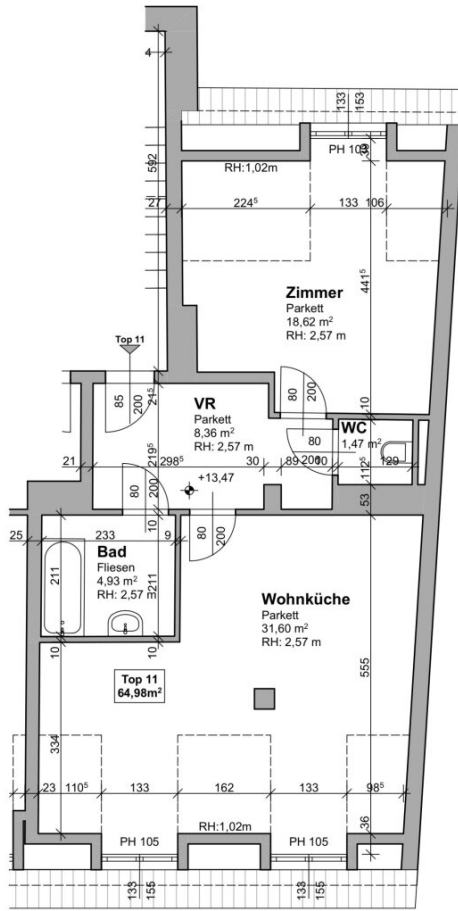 4
133
153
592
39
PH 105
RH:1,02m
27
224⁵
133
106
Zimmer
Parkett
18,62 m²
RH: 2,57 m
441⁵
Top 11
85
200
21⁵
80
200
10
VR
Parkett
8,36 m²
RH: 2,57 m
WC
1,47 m²
80
200
219⁵
21
298⁵
30
89
10
129
112⁵
+13,47
80
200
53
25
233
10
9
80
200
Bad
Fliesen
4,93 m²
RH: 2,57 m
211
211
Wohnküche
Parkett
31,60 m²
RH: 2,57 m
10
10
Top 11
64,98m²
555
334
23
110⁵
133
162
133
98⁵
RH:1,02m
36
PH 105
PH 105
133
155
133
155